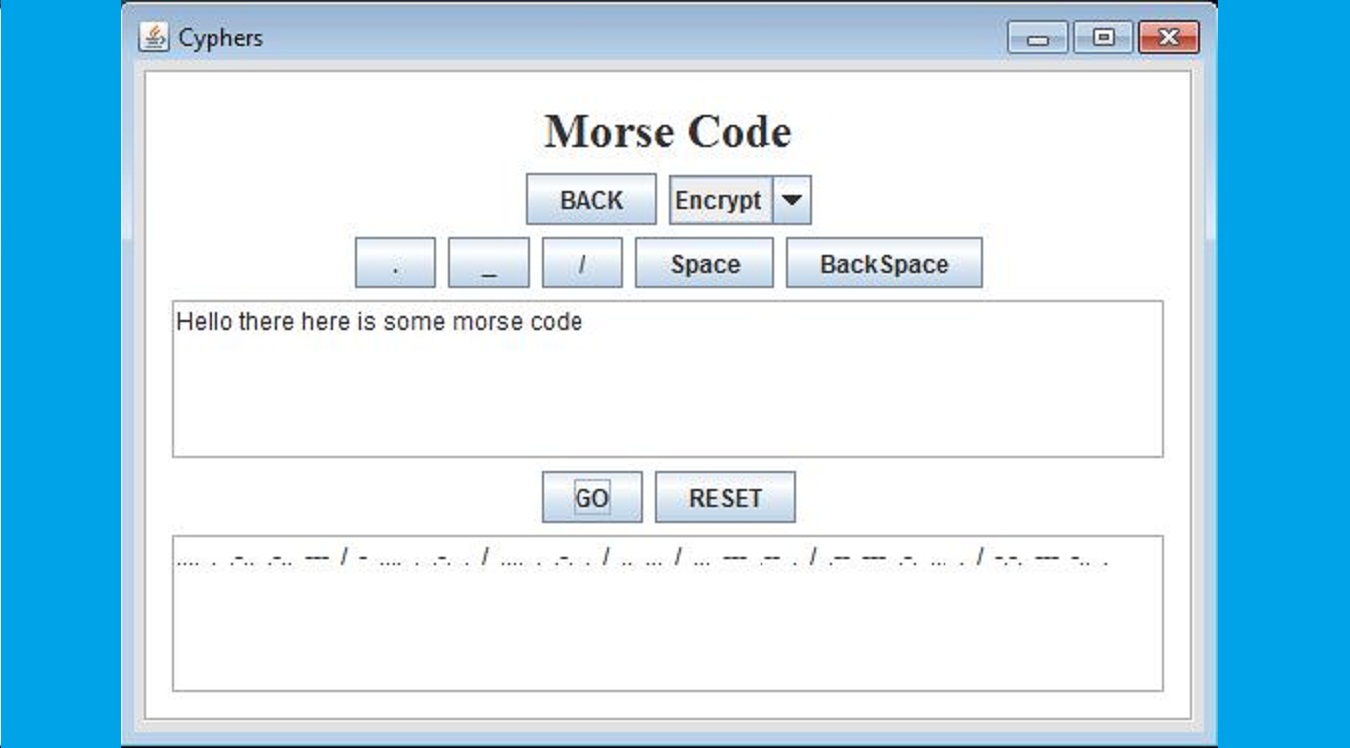 Cyphers
Morse Code
BACK Encrypt
. _ / Space BackSpace
Hello there here is some morse code
GO RESET
.... . .-.. .-.. --- / - .... . .-. . / .... . .-. . / .. ... / ... --- .-- . / .-- --- .-. ... . / -.-. --- -.. .